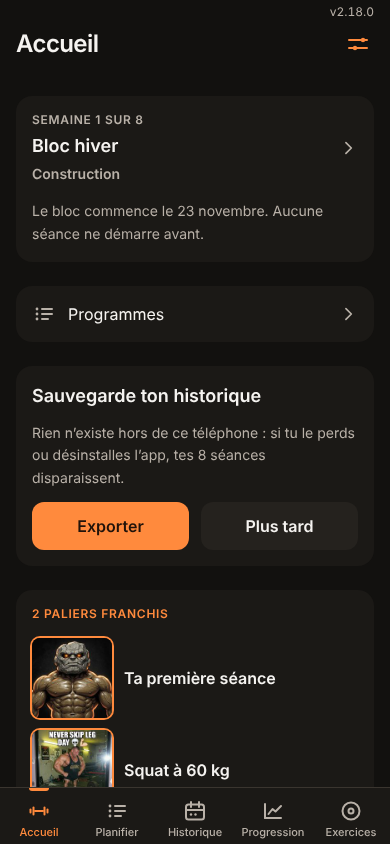 v2.18.0
Accueil
SEMAINE 1 SUR 8
Bloc hiver
Construction
Le bloc commence le 23 novembre. Aucune
séance ne démarre avant.
Programmes
Sauvegarde ton historique
Rien n’existe hors de ce téléphone : si tu le perds
ou désinstalles l’app, tes 8 séances
disparaissent.
Exporter
Plus tard
2 PALIERS FRANCHIS
Ta première séance
NEVER SKIP LEG
DAY
Squat à 60 kg
Accueil
Planifier
Historique
Progression
Exercices